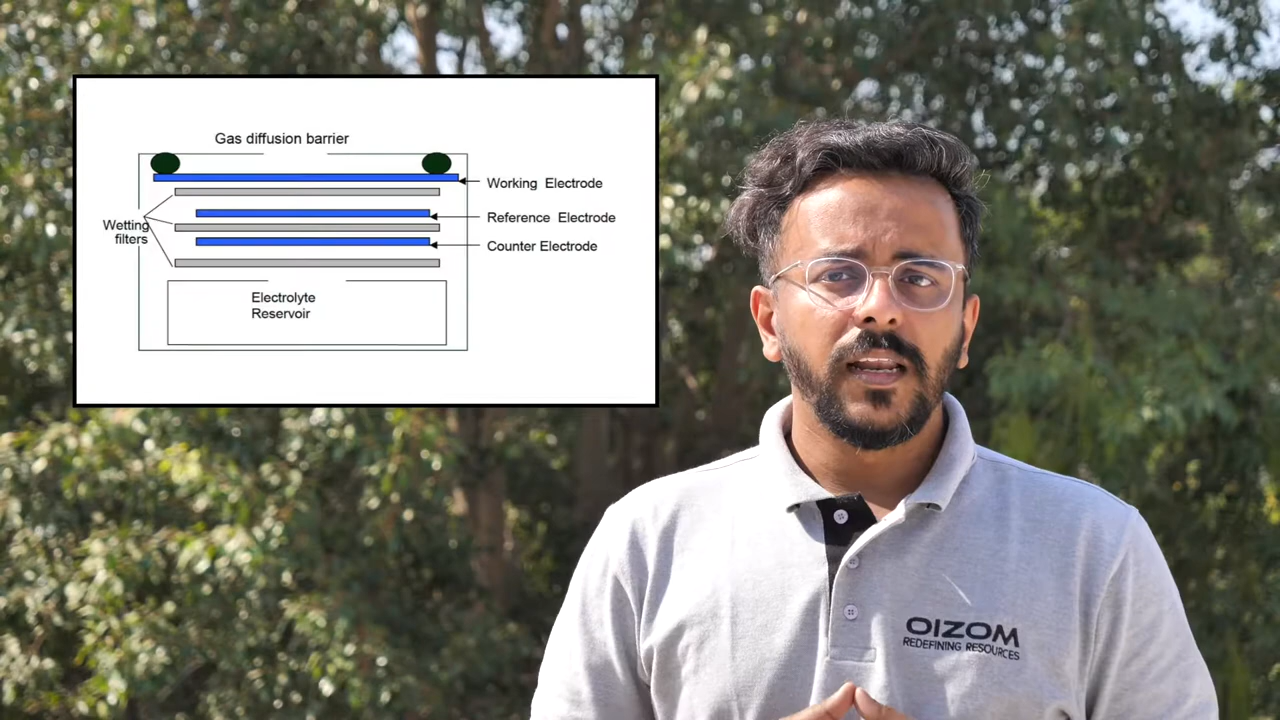 Gas diffusion barrier
Working Electrode
Reference Electrode
Wetting
filters
Counter Electrode
Electrolyte
Reservoir
OIZOM
REDEFINING RESOURCES